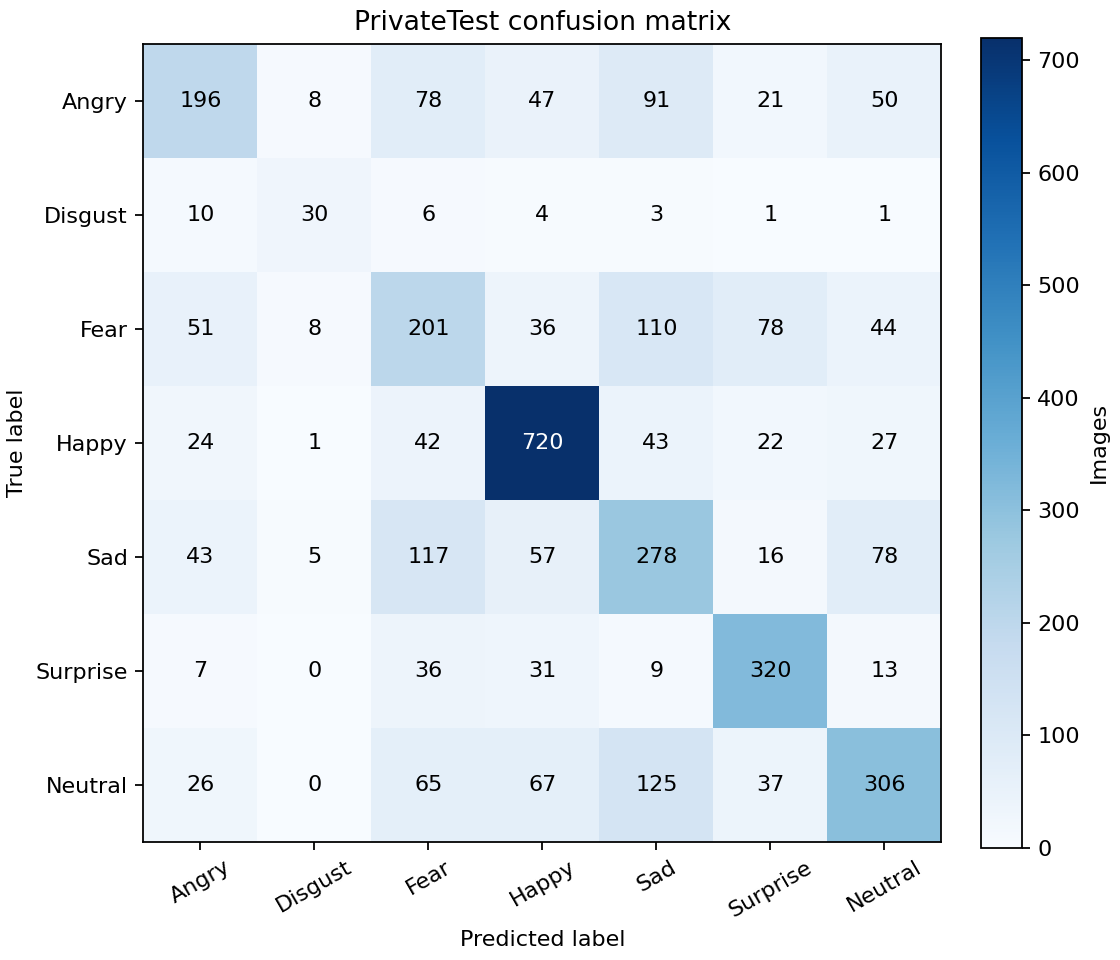 PrivateTest confusion matrix
Angry 196 8 78 47 91 21 50
Disgust 10 30 6 4 3 1 1
Fear 51 8 201 36 110 78 44
Happy 24 1 42 720 43 22 27
Sad 43 5 117 57 278 16 78
Surprise 7 0 36 31 9 320 13
Neutral 26 0 65 67 125 37 306
Angry Disgust Fear Happy Sad Surprise Neutral
Predicted label
True label
700
600
500
400
300
200
100
0
Images